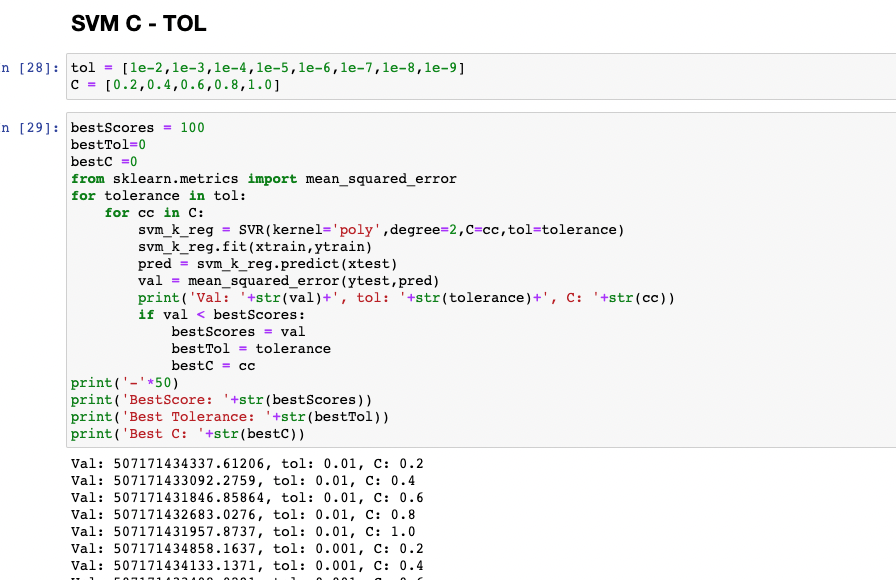 SVM C - TOL
n [28]: tol = [1e-2,1e-3,1e-4,1e-5,1e-6,1e-7,1e-8,1e-9]
C = [0.2,0.4,0.6,0.8,1.0]
n [29]: bestScores = 100
bestTol=0
bestC =0
from sklearn.metrics import mean_squared_error
for tolerance in tol:
    for cc in C:
        svm_k_reg = SVR(kernel='poly',degree=2,C=cc,tol=tolerance)
        svm_k_reg.fit(xtrain,ytrain)
        pred = svm_k_reg.predict(xtest)
        val = mean_squared_error(ytest,pred)
        print('Val: '+str(val)+', tol: '+str(tolerance)+', C: '+str(cc))
        if val < bestScores:
            bestScores = val
            bestTol = tolerance
            bestC = cc
print('-'*50)
print('BestScore: '+str(bestScores))
print('Best Tolerance: '+str(bestTol))
print('Best C: '+str(bestC))
Val: 507171434337.61206, tol: 0.01, C: 0.2
Val: 507171433092.2759, tol: 0.01, C: 0.4
Val: 507171431846.85864, tol: 0.01, C: 0.6
Val: 507171432683.0276, tol: 0.01, C: 0.8
Val: 507171431957.8737, tol: 0.01, C: 1.0
Val: 507171434858.1637, tol: 0.001, C: 0.2
Val: 507171434133.1371, tol: 0.001, C: 0.4